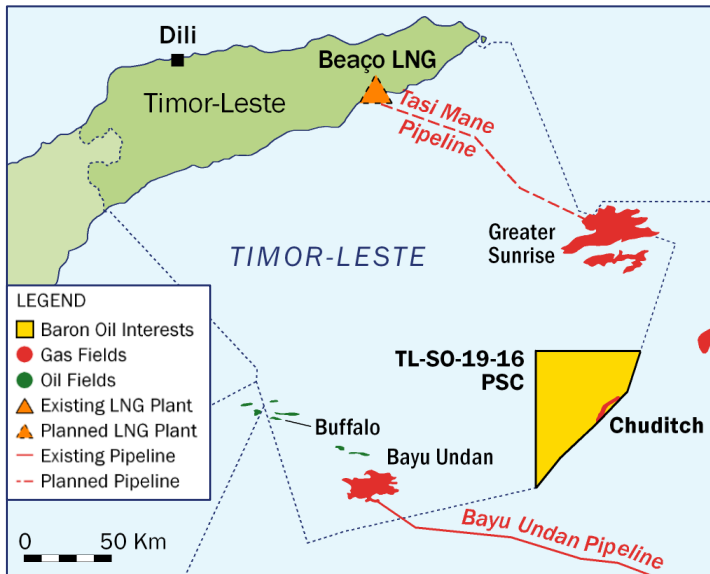 Dili
Beaço LNG
Timor-Leste
Tasi Mane
Pipeline
Greater
Sunrise
TIMOR-LESTE
LEGEND
Baron Oil Interests
Gas Fields
Oil Fields
Existing LNG Plant
Planned LNG Plant
Existing Pipeline
Planned Pipeline
TL-SO-19-16
PSC
Chuditch
Buffalo
Bayu Undan
Bayu Undan Pipeline
0 50 Km